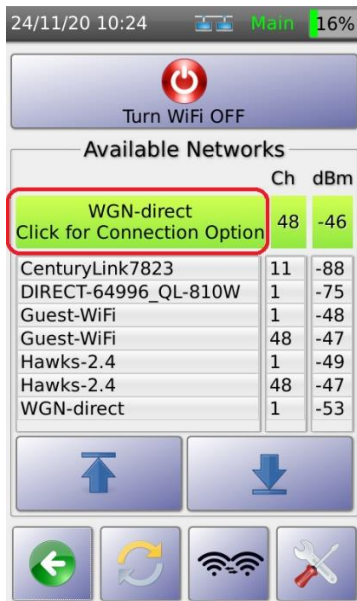 24/11/20 10:24 Main 16%
Turn WiFi OFF
Available Networks
Ch dBm
WGN-direct
Click for Connection Option 48 -46
CenturyLink7823 11 -88
DIRECT-64996_QL-810W 1 -75
Guest-WiFi 1 -48
Guest-WiFi 48 -47
Hawks-2.4 1 -49
Hawks-2.4 48 -47
WGN-direct 1 -53